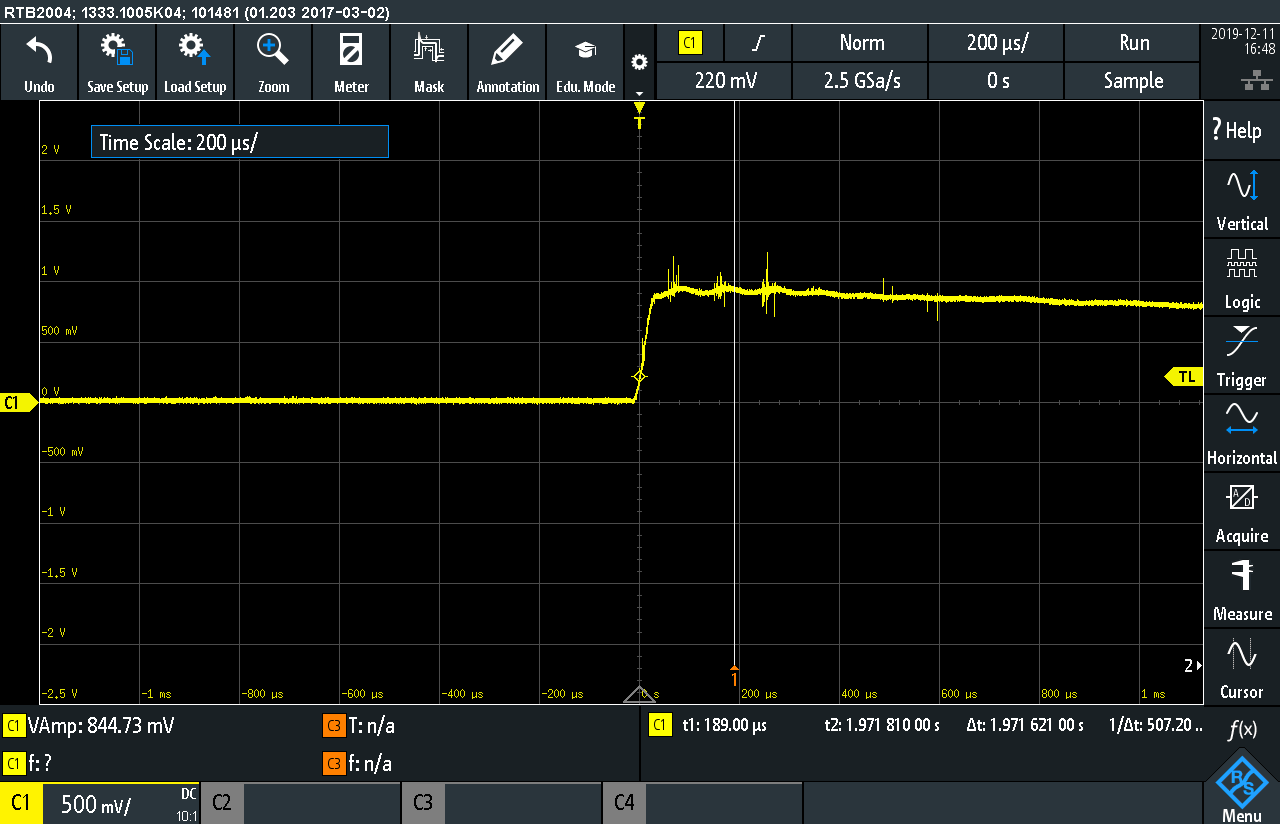 RTB2004; 1333.1005K04; 101481 (01.203 2017-03-02)
Undo
Save Setup
Load Setup
Zoom
Meter
Mask
Annotation
Edu. Mode
C1
Norm
200 µs/
Run
220 mV
2.5 GSa/s
0 s
Sample
2019-12-11
16:48
T
Time Scale: 200 µs/
2 V
1.5 V
1 V
500 mV
0 V
-500 mV
-1 V
-1.5 V
-2 V
-2.5 V
C1
TL
-1 ms
-800 µs
-600 µs
-400 µs
-200 µs
0 s
200 µs
400 µs
600 µs
800 µs
1 ms
1
2
? Help
Vertical
Logic
Trigger
Horizontal
A/D
Acquire
Measure
Cursor
f(x)
R&S
Menu
C1 VAmp: 844.73 mV
C3 T: n/a
C1 t1: 189.00 µs t2: 1.971 810 00 s Δt: 1.971 621 00 s 1/Δt: 507.20 ..
C1 f: ?
C3 f: n/a
C1 500 mV/ DC 10:1
C2
C3
C4